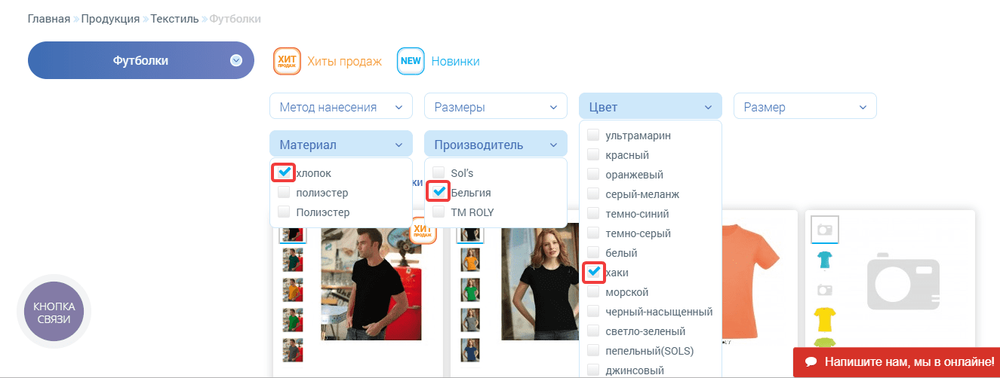 Главная » Продукция » Текстиль » Футболки
Футболки
ХИТ
ПРОДАЖ
Хиты продаж
NEW
Новинки
Метод нанесения
Размеры
Цвет
Размер
Материал
Производитель
хлопок
полиэстер
Полиэстер
Sol's
Бельгия
TM ROLY
ки
ультрамарин
красный
оранжевый
серый-меланж
темно-синий
темно-серый
белый
хаки
морской
черный-насыщенный
светло-зеленый
пепельный(SOLS)
джинсовый
ХИТ
ПРОДАЖ
КНОПКА
СВЯЗИ
Напишите нам, мы в онлайне!